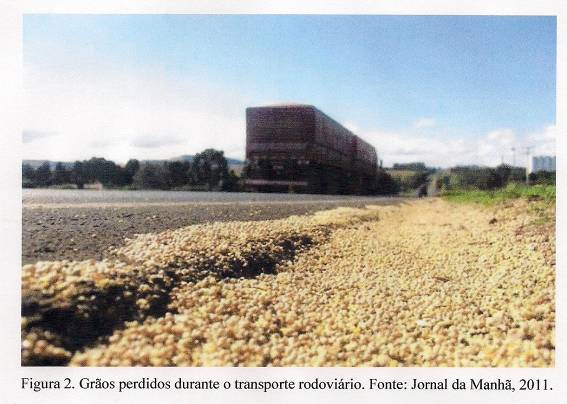 Figura 2. Grãos perdidos durante o transporte rodoviário. Fonte: Jornal da Manhã, 2011.